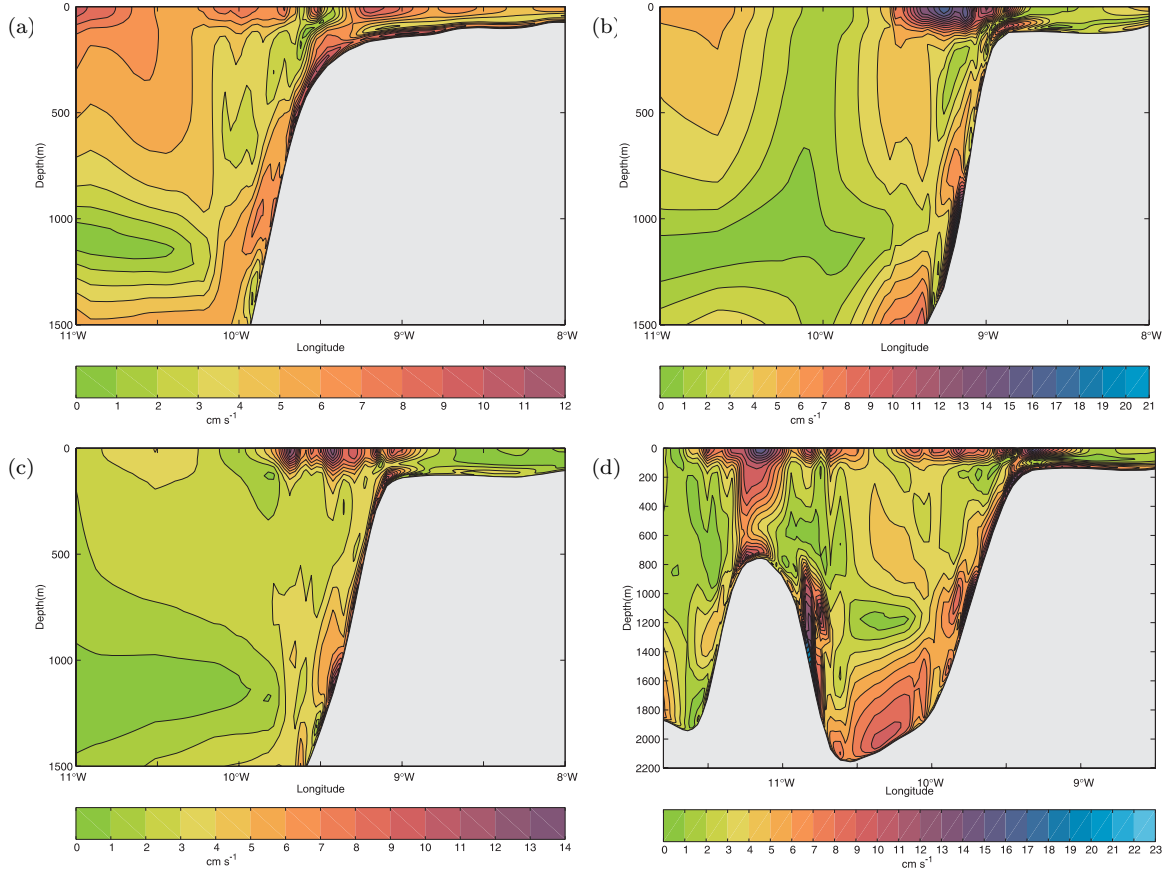 (a)
0
500
1000
1500
Depth(m)
11°W
10°W
9°W
8°W
Longitude
0 1 2 3 4 5 6 7 8 9 10 11 12
cm s⁻¹
(b)
0
500
1000
1500
Depth(m)
11°W
10°W
9°W
8°W
Longitude
0 1 2 3 4 5 6 7 8 9 10 11 12 13 14 15 16 17 18 19 20 21
cm s⁻¹
(c)
0
500
1000
1500
Depth(m)
11°W
10°W
9°W
8°W
Longitude
0 1 2 3 4 5 6 7 8 9 10 11 12 13 14
cm s⁻¹
(d)
0
200
400
600
800
1000
1200
1400
1600
1800
2000
2200
Depth(m)
11°W
10°W
9°W
Longitude
0 1 2 3 4 5 6 7 8 9 10 11 12 13 14 15 16 17 18 19 20 21 22 23
cm s⁻¹